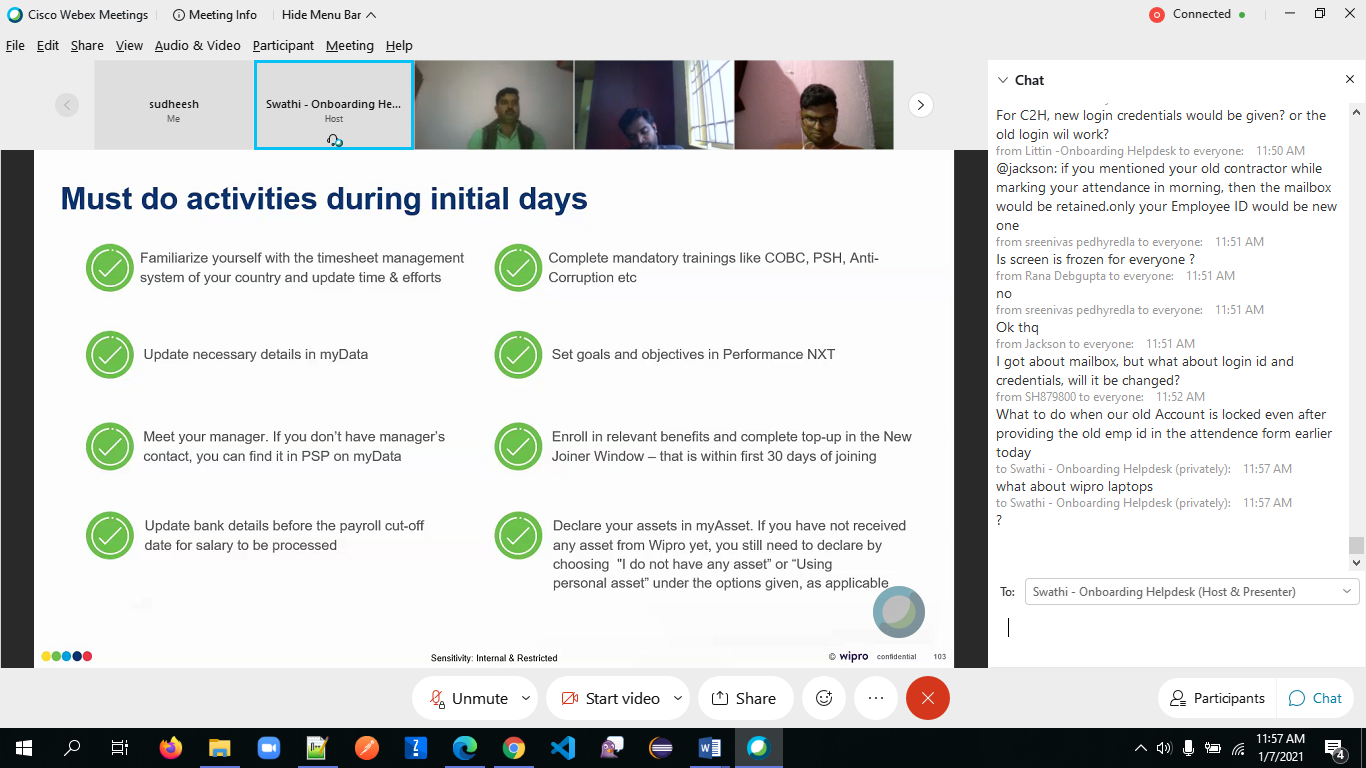 Cisco Webex Meetings
Meeting Info
Hide Menu Bar
Connected
File Edit Share View Audio & Video Participant Meeting Help
sudheesh
Me
Swathi - Onboarding He...
Host
Must do activities during initial days
Familiarize yourself with the timesheet management
system of your country and update time & efforts
Update necessary details in myData
Meet your manager. If you don't have manager's
contact, you can find it in PSP on myData
Update bank details before the payroll cut-off
date for salary to be processed
Complete mandatory trainings like COBC, PSH, Anti-
Corruption etc
Set goals and objectives in Performance NXT
Enroll in relevant benefits and complete top-up in the New
Joiner Window – that is within first 30 days of joining
Declare your assets in myAsset. If you have not received
any asset from Wipro yet, you still need to declare by
choosing "I do not have any asset" or "Using
personal asset" under the options given, as applicable
Sensitivity: Internal & Restricted
© wipro confidential 103
Chat
For C2H, new login credentials would be given? or the
old login wil work?
from Littin -Onboarding Helpdesk to everyone: 11:50 AM
@jackson: if you mentioned your old contractor while
marking your attendance in morning, then the mailbox
would be retained.only your Employee ID would be new
one
from sreenivas pedhyredla to everyone: 11:51 AM
Is screen is frozen for everyone ?
from Rana Debgupta to everyone: 11:51 AM
no
from sreenivas pedhyredla to everyone: 11:51 AM
Ok thq
from Jackson to everyone: 11:51 AM
I got about mailbox, but what about login id and
credentials, will it be changed?
from SH879800 to everyone: 11:52 AM
What to do when our old Account is locked even after
providing the old emp id in the attendence form earlier
today
to Swathi - Onboarding Helpdesk (privately): 11:57 AM
what about wipro laptops
to Swathi - Onboarding Helpdesk (privately): 11:57 AM
?
To: Swathi - Onboarding Helpdesk (Host & Presenter)
Unmute
Start video
Share
Participants
Chat
11:57 AM
1/7/2021
4